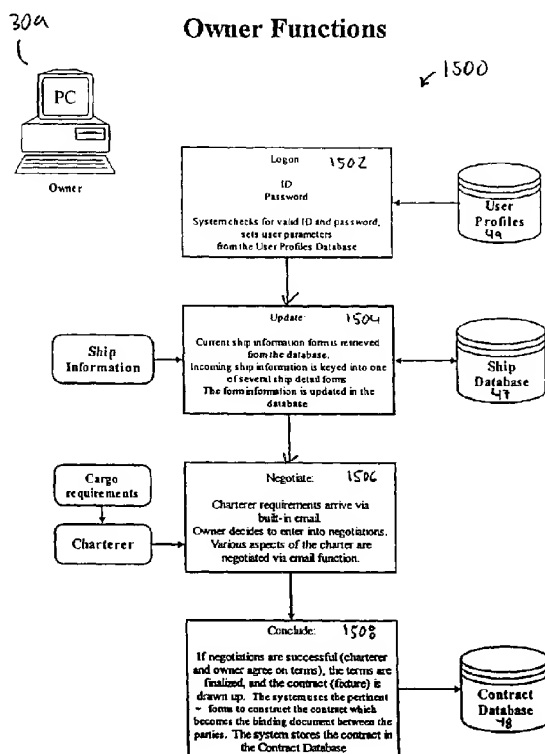 30a
Owner Functions
1500
PC
Owner
Logon 1502
ID
Password
System checks for valid ID and password,
sets user parameters
from the User Profiles Database
User
Profiles
49
Update: 1504
Current ship information form is retrieved
from the database.
Incoming ship information is keyed into one
of several ship detail forms
The form information is updated in the
database
Ship
Information
Ship
Database
47
Negotiate: 1506
Charterer requirements arrive via
built-in email.
Owner decides to enter into negotiations.
Various aspects of the charter are
negotiated via email function.
Cargo
requirements
Charterer
Conclude: 1508
If negotiations are successful (charterer
and owner agree on terms), the terms are
finalized, and the contract (fixture) is
drawn up. The system uses the pertinent
forms to construct the contract which
becomes the binding document between the
parties. The system stores the contract in
the Contract Database
Contract
Database
48